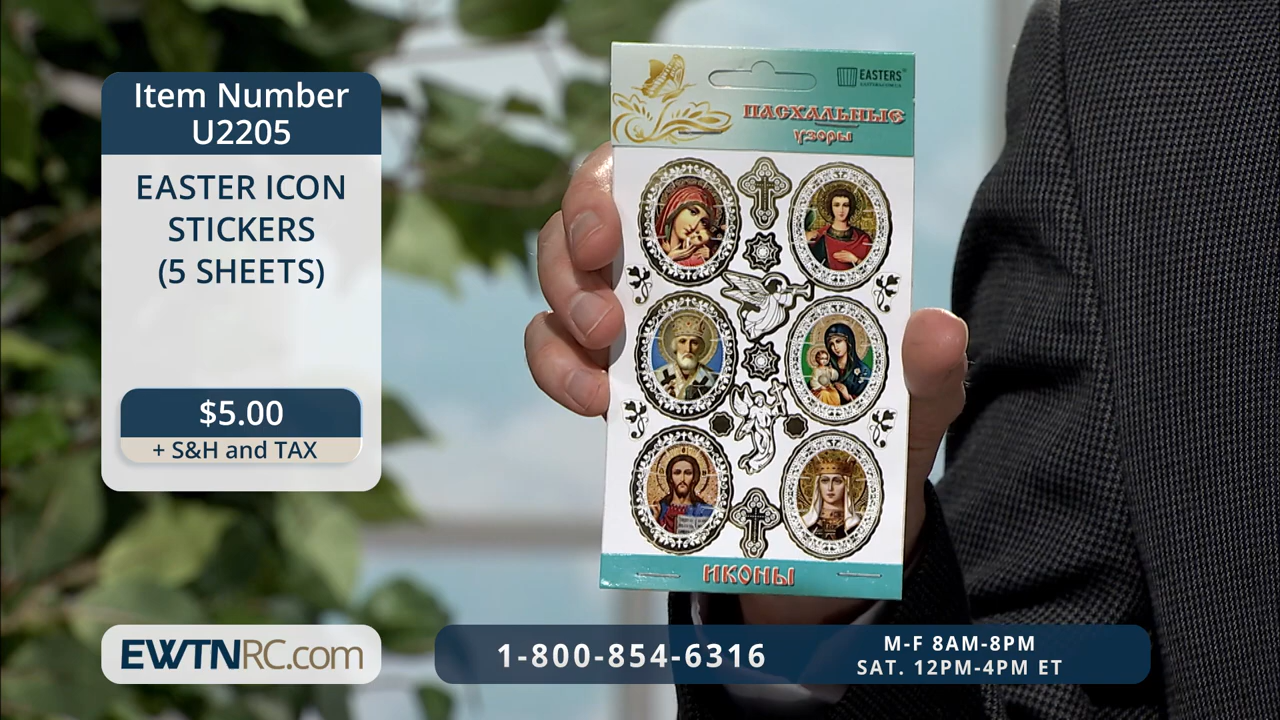 Item Number
U2205
EASTER ICON
STICKERS
(5 SHEETS)
$5.00
+ S&H and TAX
EASTERS
ПАСХАЛЬНЫЕ
узоры
ИКОНЫ
EWTNRC.com
1-800-854-6316
M-F 8AM-8PM
SAT. 12PM-4PM ET